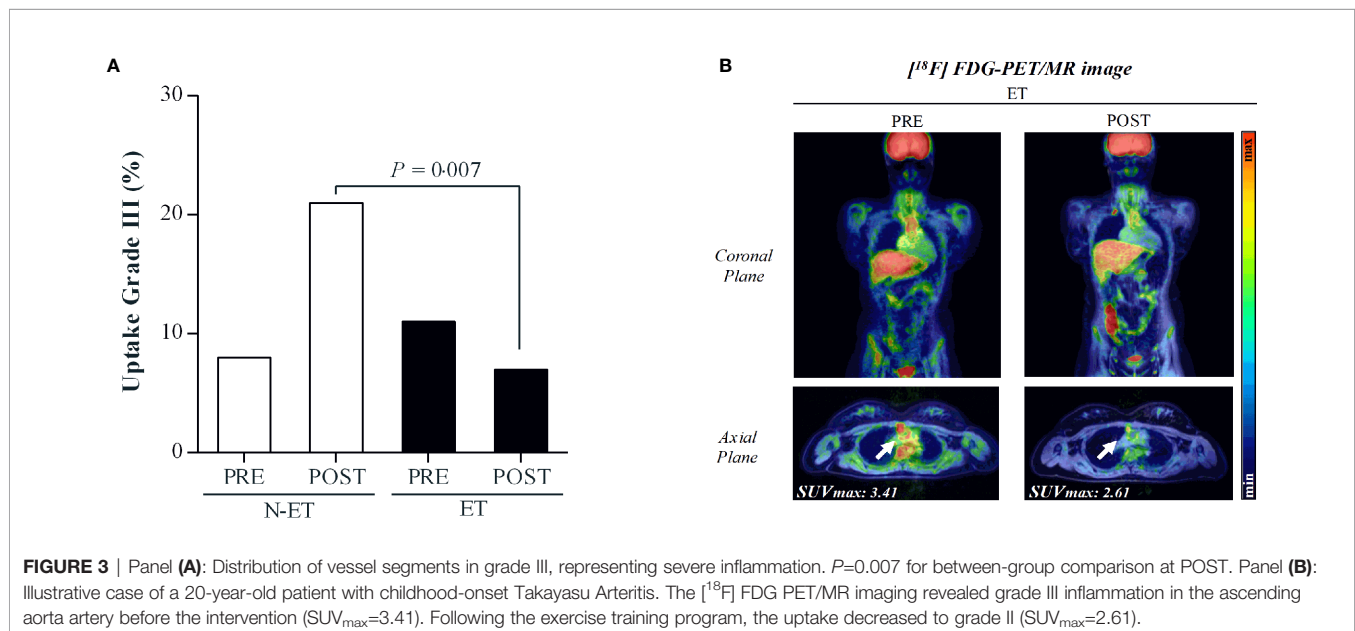 A
Uptake Grade III (%)
30
20
10
0
P = 0·007
PRE POST PRE POST
N-ET ET
B
[¹⁸F] FDG-PET/MR image
ET
PRE POST
Coronal
Plane
Axial
Plane
SUVmax: 3.41
SUVmax: 2.61
max
min
FIGURE 3 | Panel (A): Distribution of vessel segments in grade III, representing severe inflammation. P=0.007 for between-group comparison at POST. Panel (B):
Illustrative case of a 20-year-old patient with childhood-onset Takayasu Arteritis. The [¹⁸F] FDG PET/MR imaging revealed grade III inflammation in the ascending
aorta artery before the intervention (SUVmax=3.41). Following the exercise training program, the uptake decreased to grade II (SUVmax=2.61).